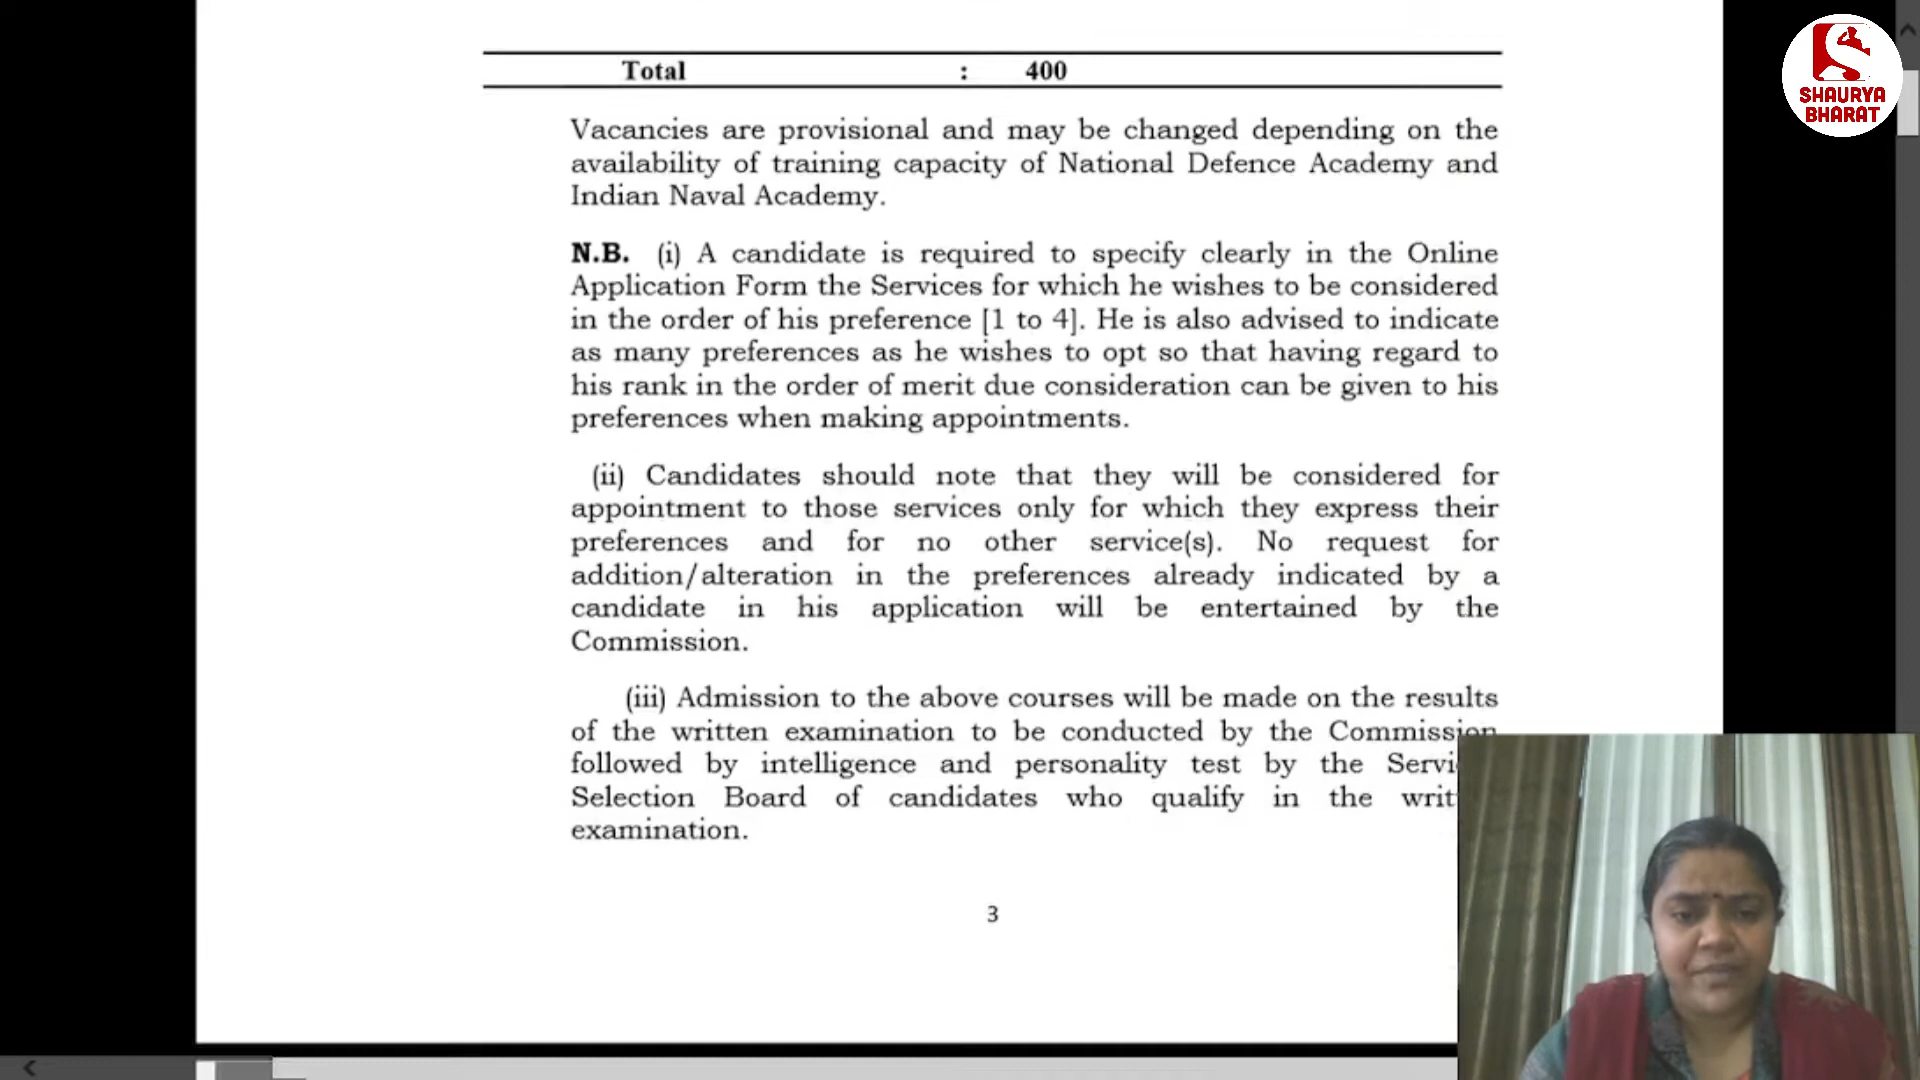 Total : 400
Vacancies are provisional and may be changed depending on the
availability of training capacity of National Defence Academy and
Indian Naval Academy.
N.B. (i) A candidate is required to specify clearly in the Online
Application Form the Services for which he wishes to be considered
in the order of his preference [1 to 4]. He is also advised to indicate
as many preferences as he wishes to opt so that having regard to
his rank in the order of merit due consideration can be given to his
preferences when making appointments.
(ii) Candidates should note that they will be considered for
appointment to those services only for which they express their
preferences and for no other service(s). No request for
addition/alteration in the preferences already indicated by a
candidate in his application will be entertained by the
Commission.
(iii) Admission to the above courses will be made on the results
of the written examination to be conducted by the Commission
followed by intelligence and personality test by the
Selection Board of candidates who qualify in the
examination.
3
SHAURYA
BHARAT